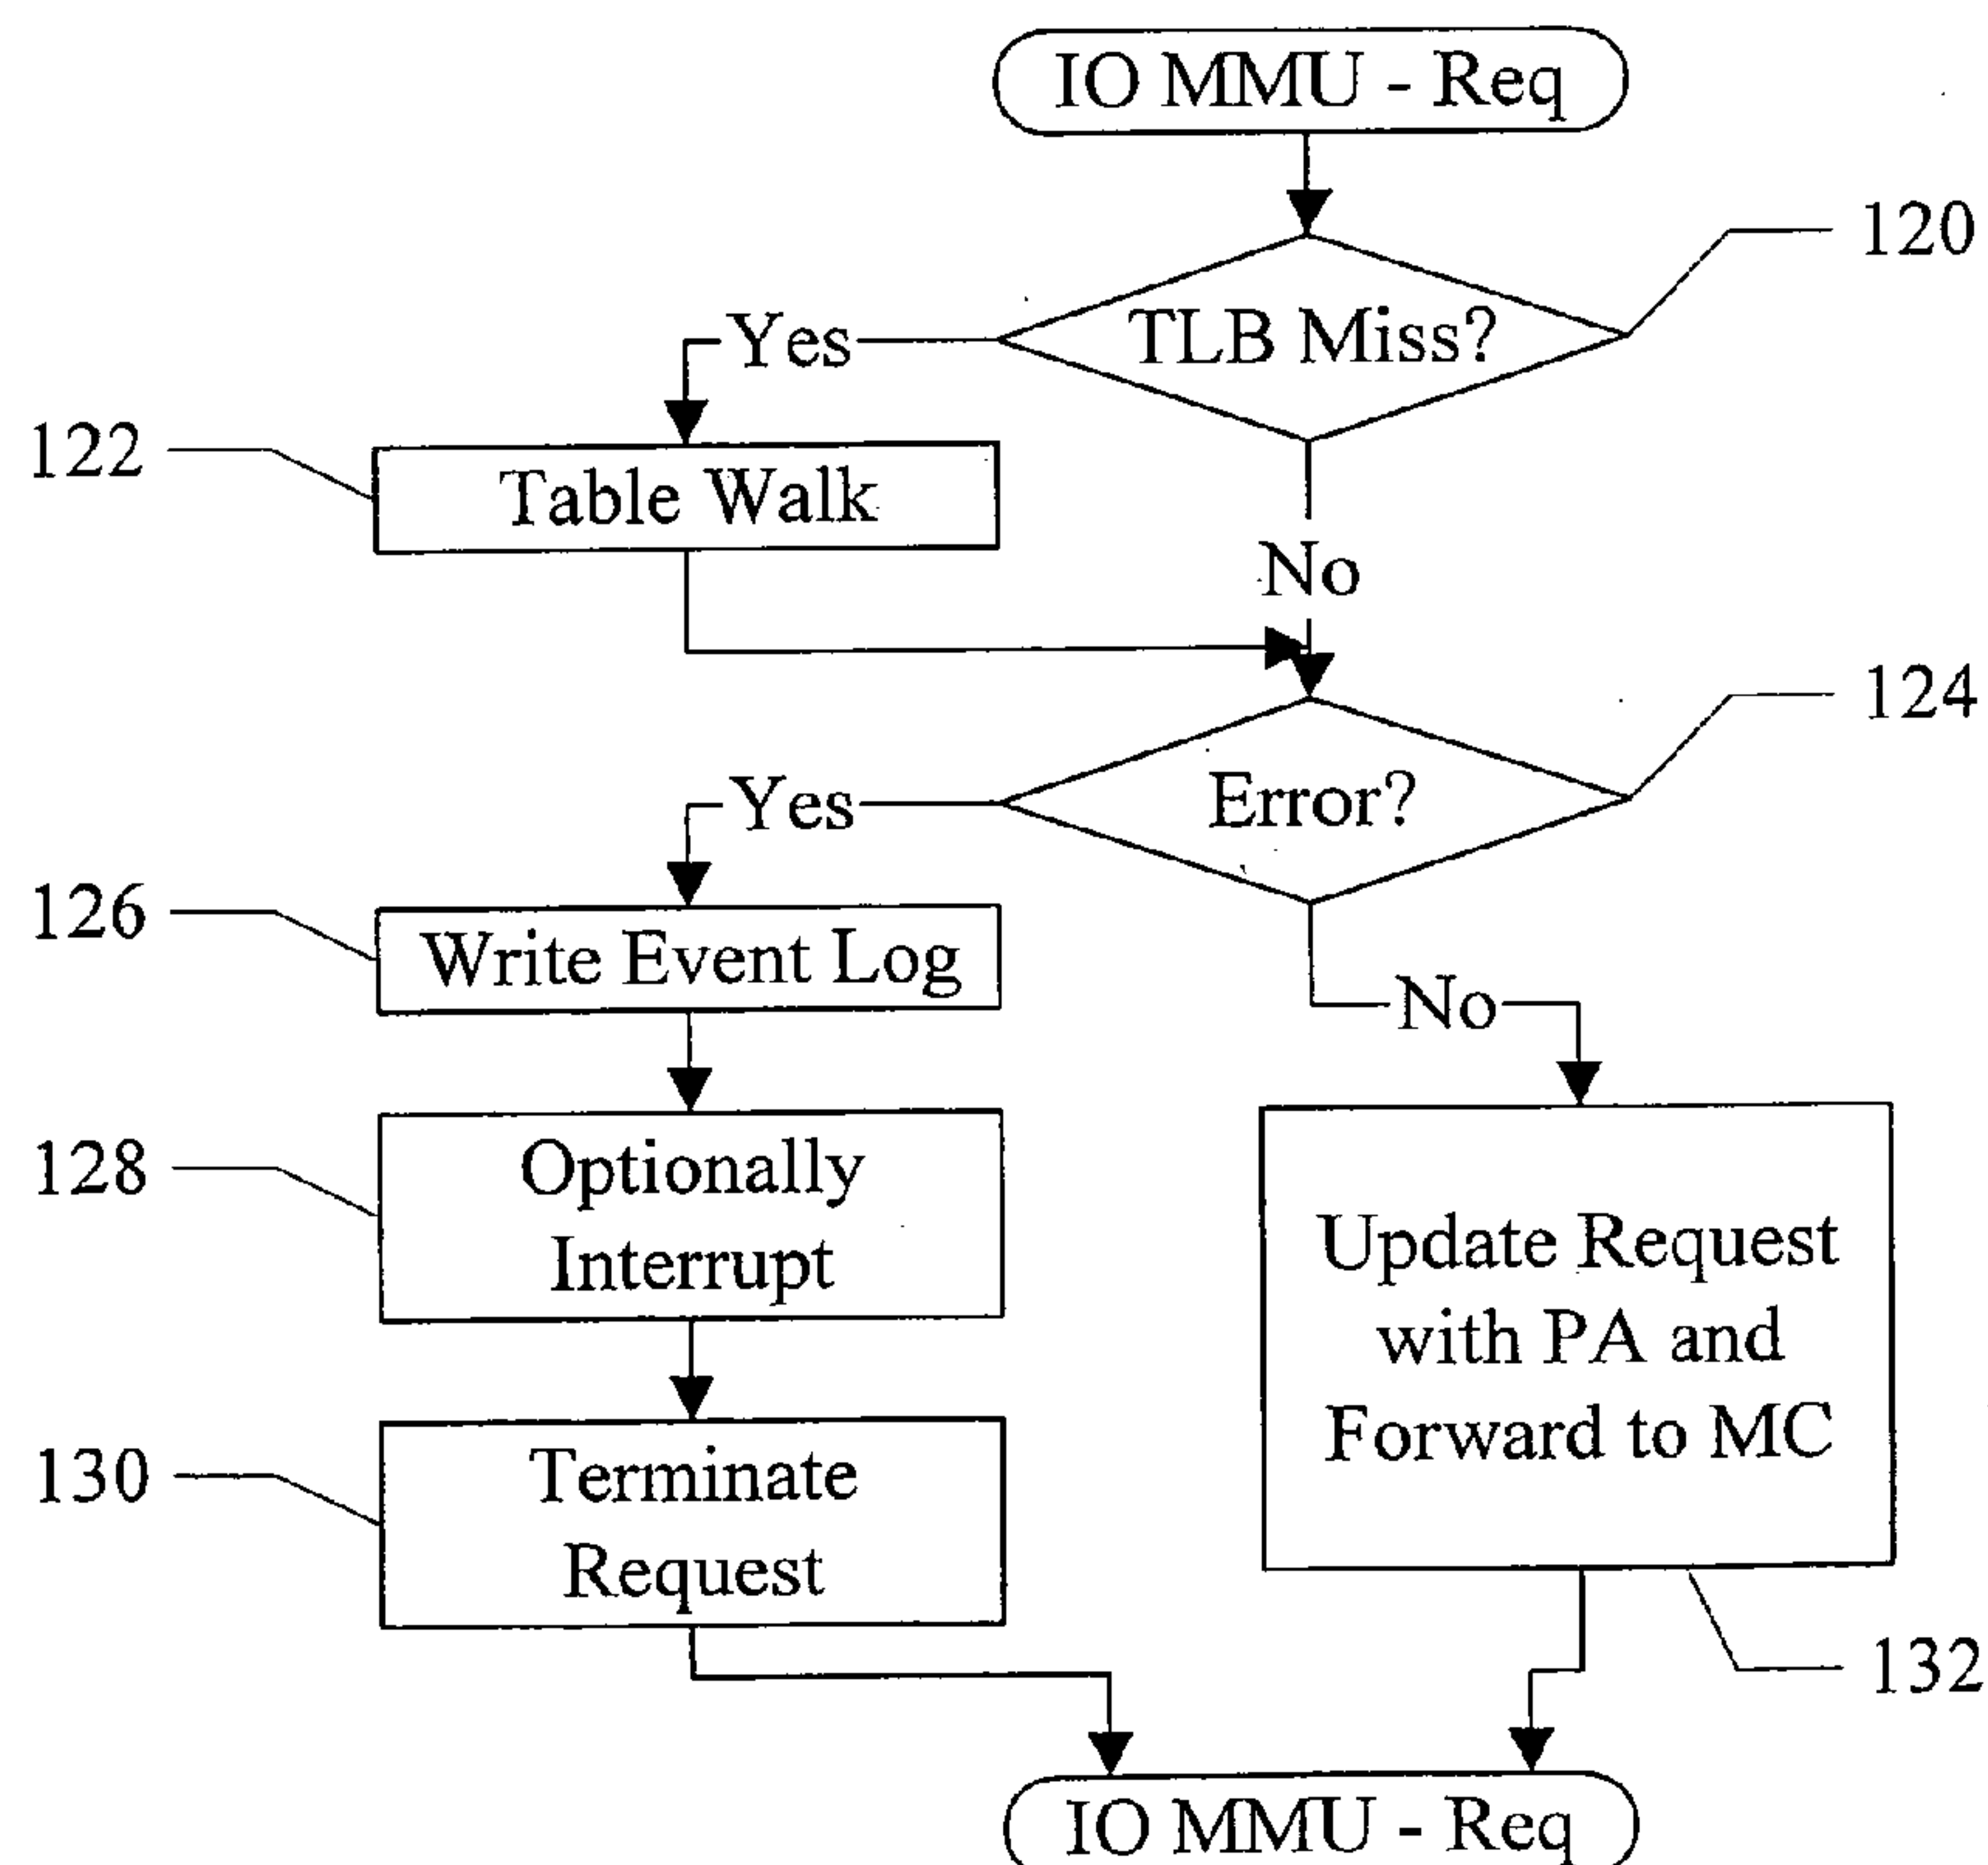 IO MMU - Req
120
TLB Miss?
Yes
122
Table Walk
No
124
Error?
Yes
126
Write Event Log
No
128
Optionally
Interrupt
Update Request
with PA and
Forward to MC
130
Terminate
Request
132
IO MMU - Req